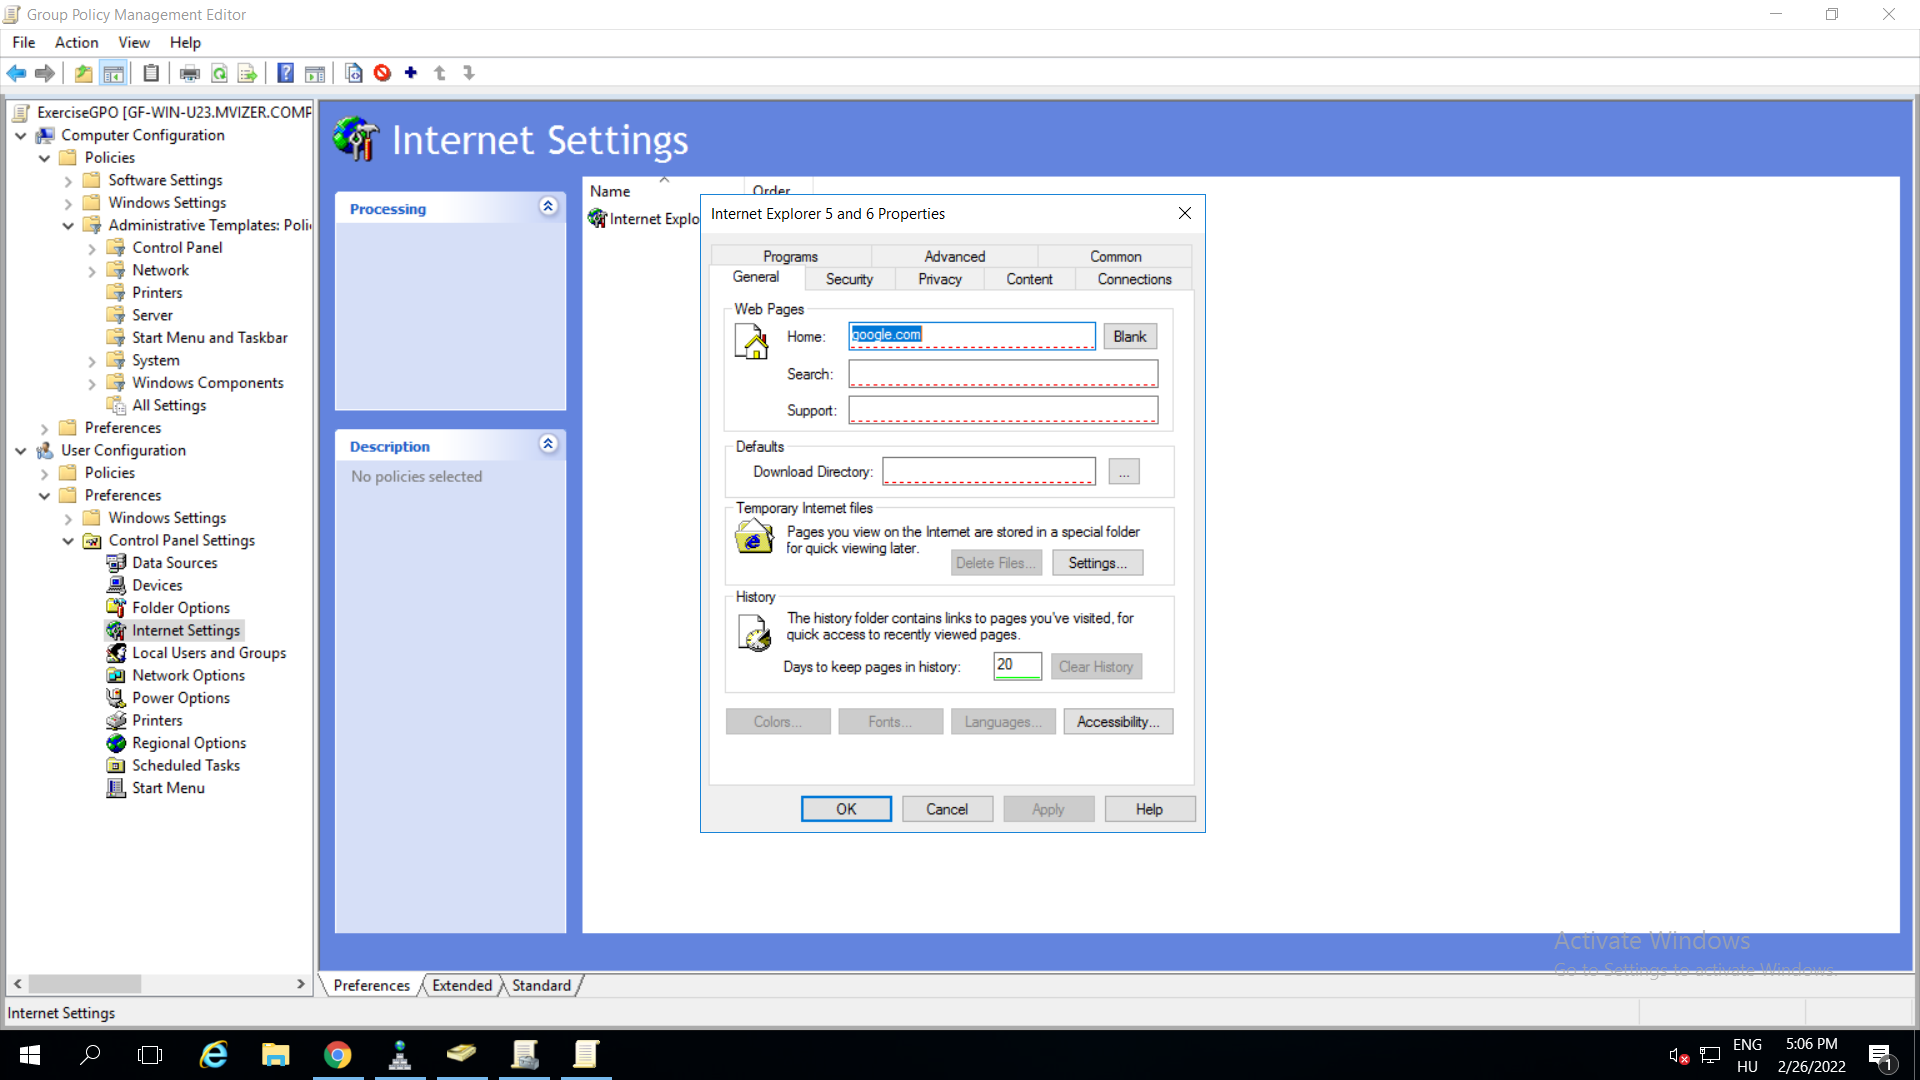 Group Policy Management Editor
File Action View Help
ExerciseGPO [GF-WIN-U23.MVIZER.COMP
Computer Configuration
Policies
Software Settings
Windows Settings
Administrative Templates: Poli
Control Panel
Network
Printers
Server
Start Menu and Taskbar
System
Windows Components
All Settings
Preferences
User Configuration
Policies
Preferences
Windows Settings
Control Panel Settings
Data Sources
Devices
Folder Options
Internet Settings
Local Users and Groups
Network Options
Power Options
Printers
Regional Options
Scheduled Tasks
Start Menu
Internet Settings
Processing
Description
No policies selected
Name Order
Internet Explo
Internet Explorer 5 and 6 Properties
Programs Advanced Common
General Security Privacy Content Connections
Web Pages
Home: google.com Blank
Search:
Support:
Defaults
Download Directory: ...
Temporary Internet files
Pages you view on the Internet are stored in a special folder
for quick viewing later.
Delete Files... Settings...
History
The history folder contains links to pages you've visited, for
quick access to recently viewed pages.
Days to keep pages in history: 20 Clear History
Colors... Fonts... Languages... Accessibility...
OK Cancel Apply Help
Activate Windows
Go to Settings to activate Windows.
Preferences Extended Standard
Internet Settings
ENG
HU
5:06 PM
2/26/2022
1